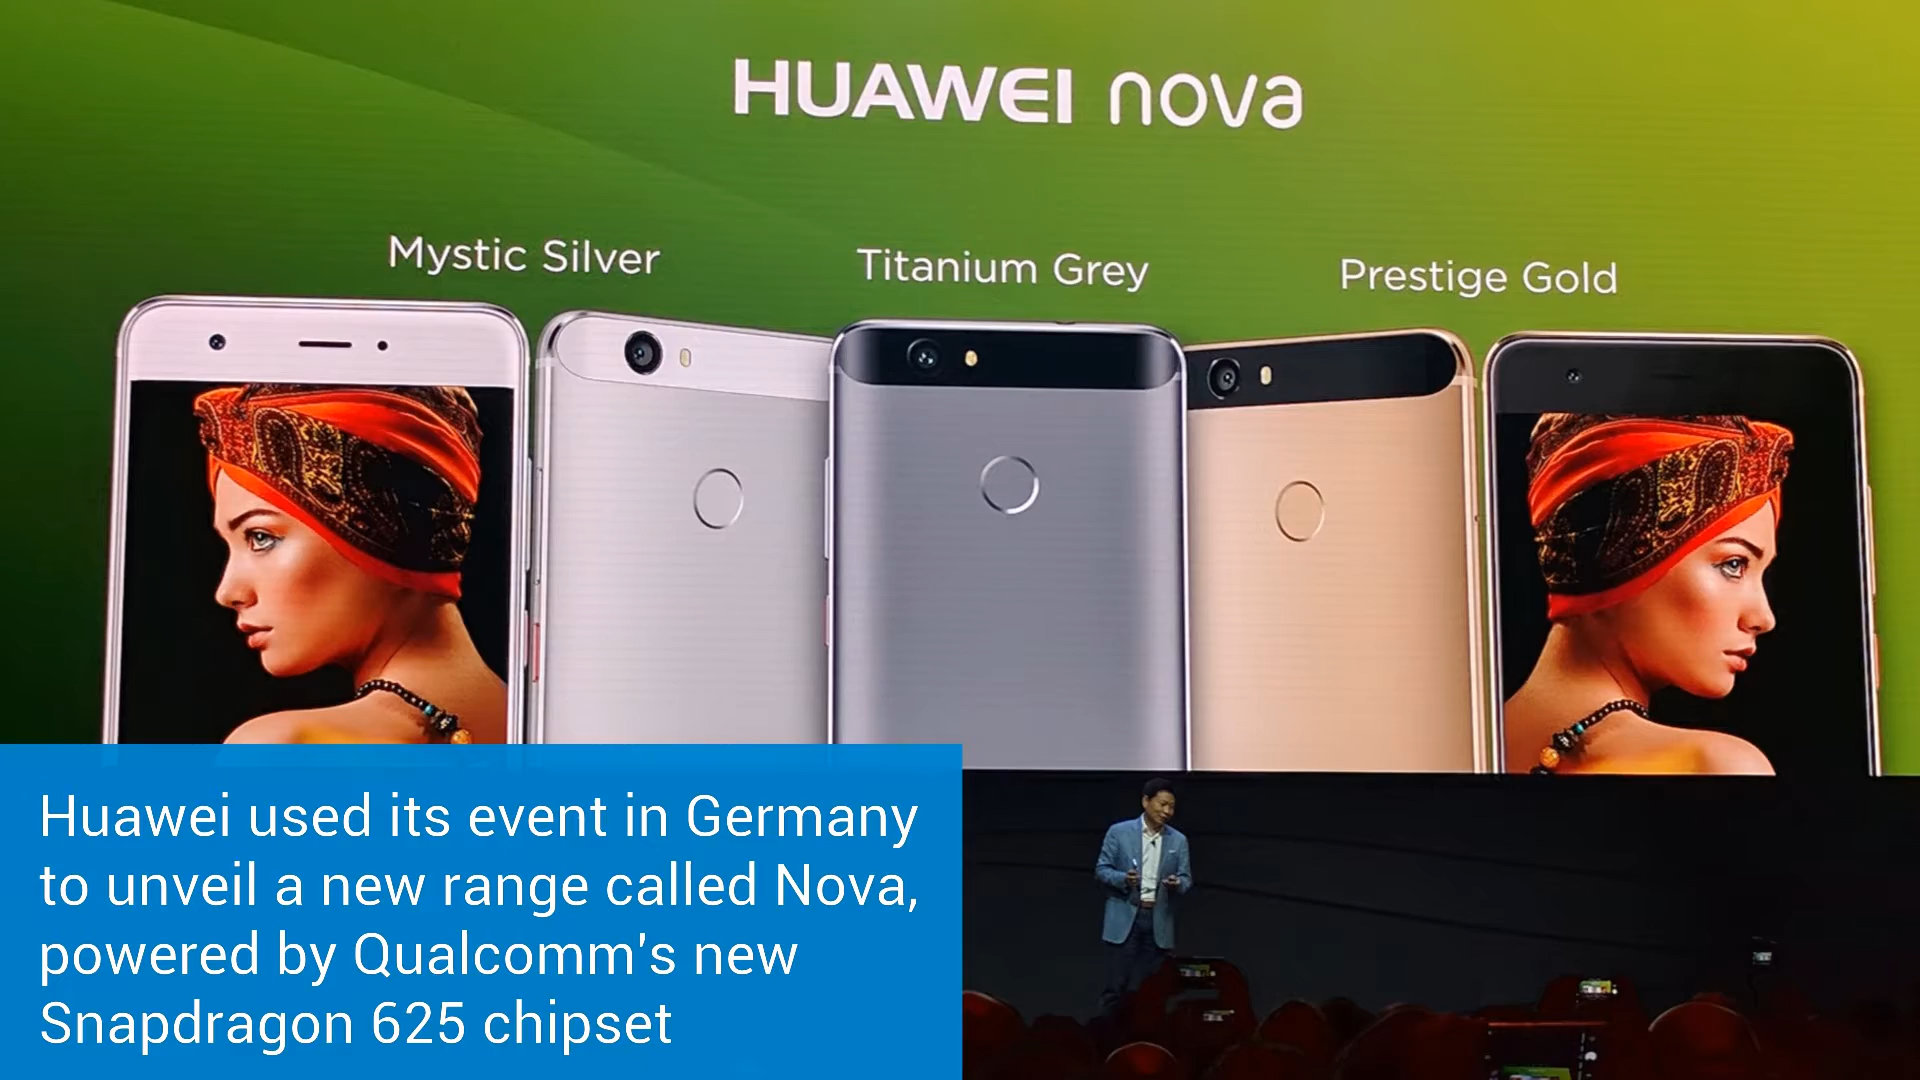 HUAWEI nova
Mystic Silver
Titanium Grey
Prestige Gold
Huawei used its event in Germany
to unveil a new range called Nova,
powered by Qualcomm's new
Snapdragon 625 chipset